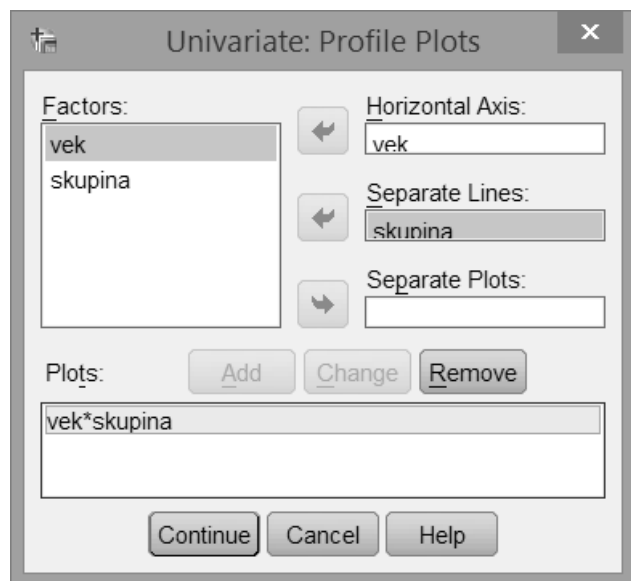 Univariate: Profile Plots
Factors:
vek
skupina
Horizontal Axis:
vek
Separate Lines:
skupina
Separate Plots:
Plots:
Add
Change
Remove
vek*skupina
Continue
Cancel
Help